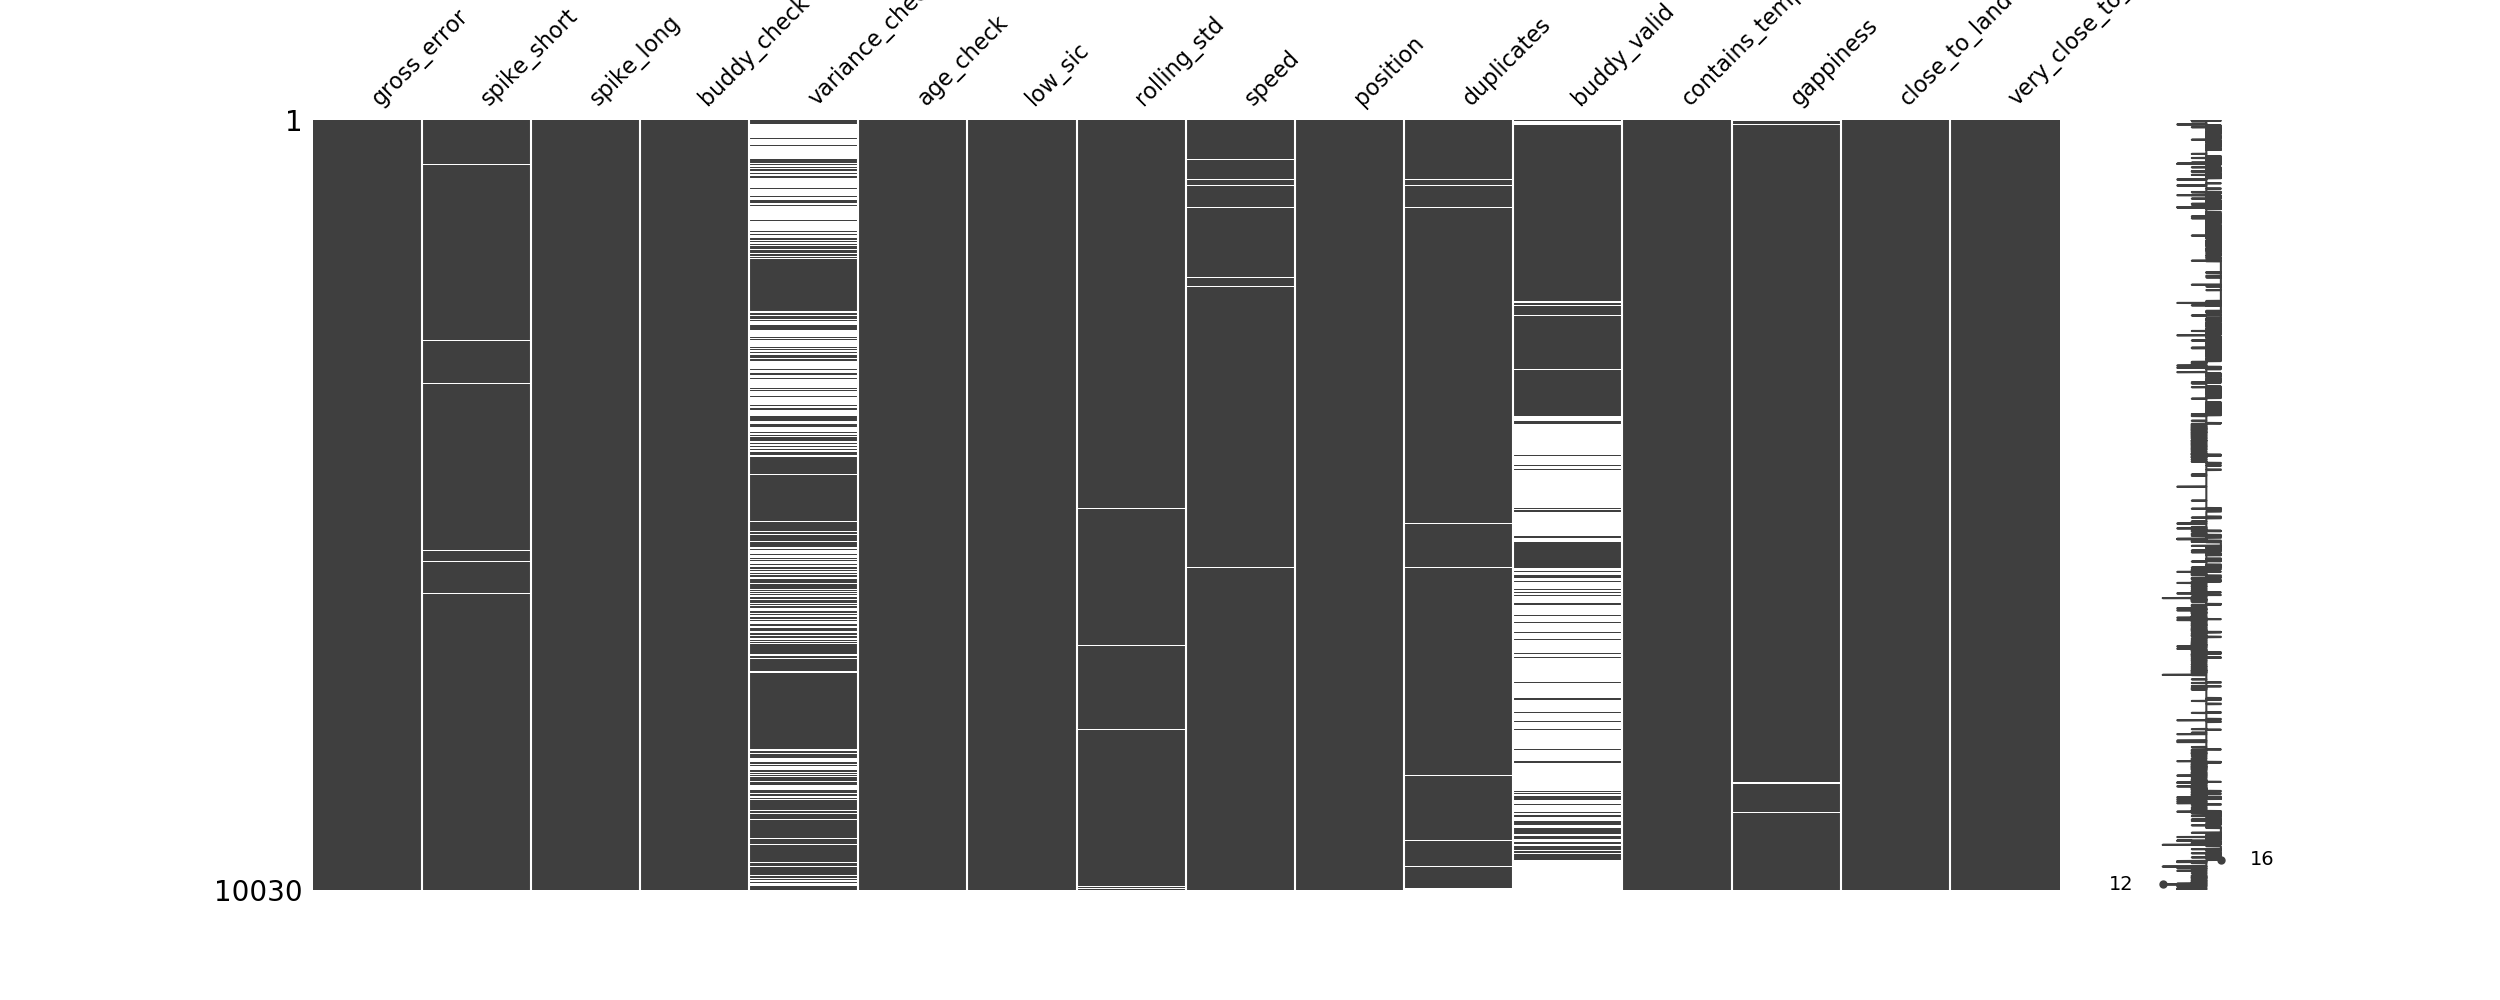 gross_error
spike_short
spike_long
buddy_check
age_check
low_sic
rolling_std
speed
position
duplicates
buddy_valid
gappiness
close_to_land
1
10030
16
12